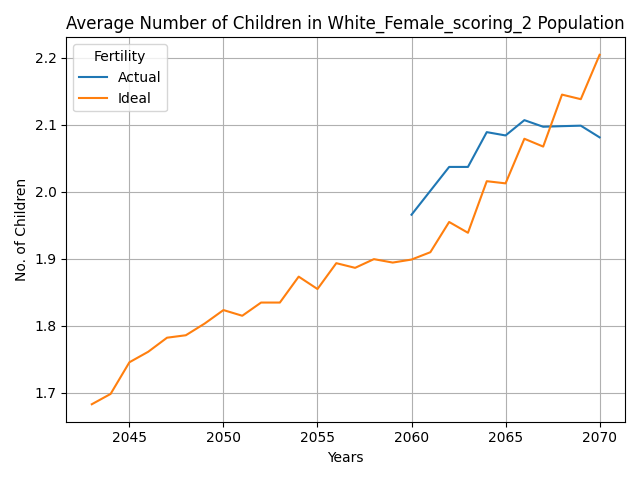 Average Number of Children in White_Female_scoring_2 Population
Fertility
Actual
Ideal
No. of Children
2.2
2.1
2.0
1.9
1.8
1.7
2045 2050 2055 2060 2065 2070
Years